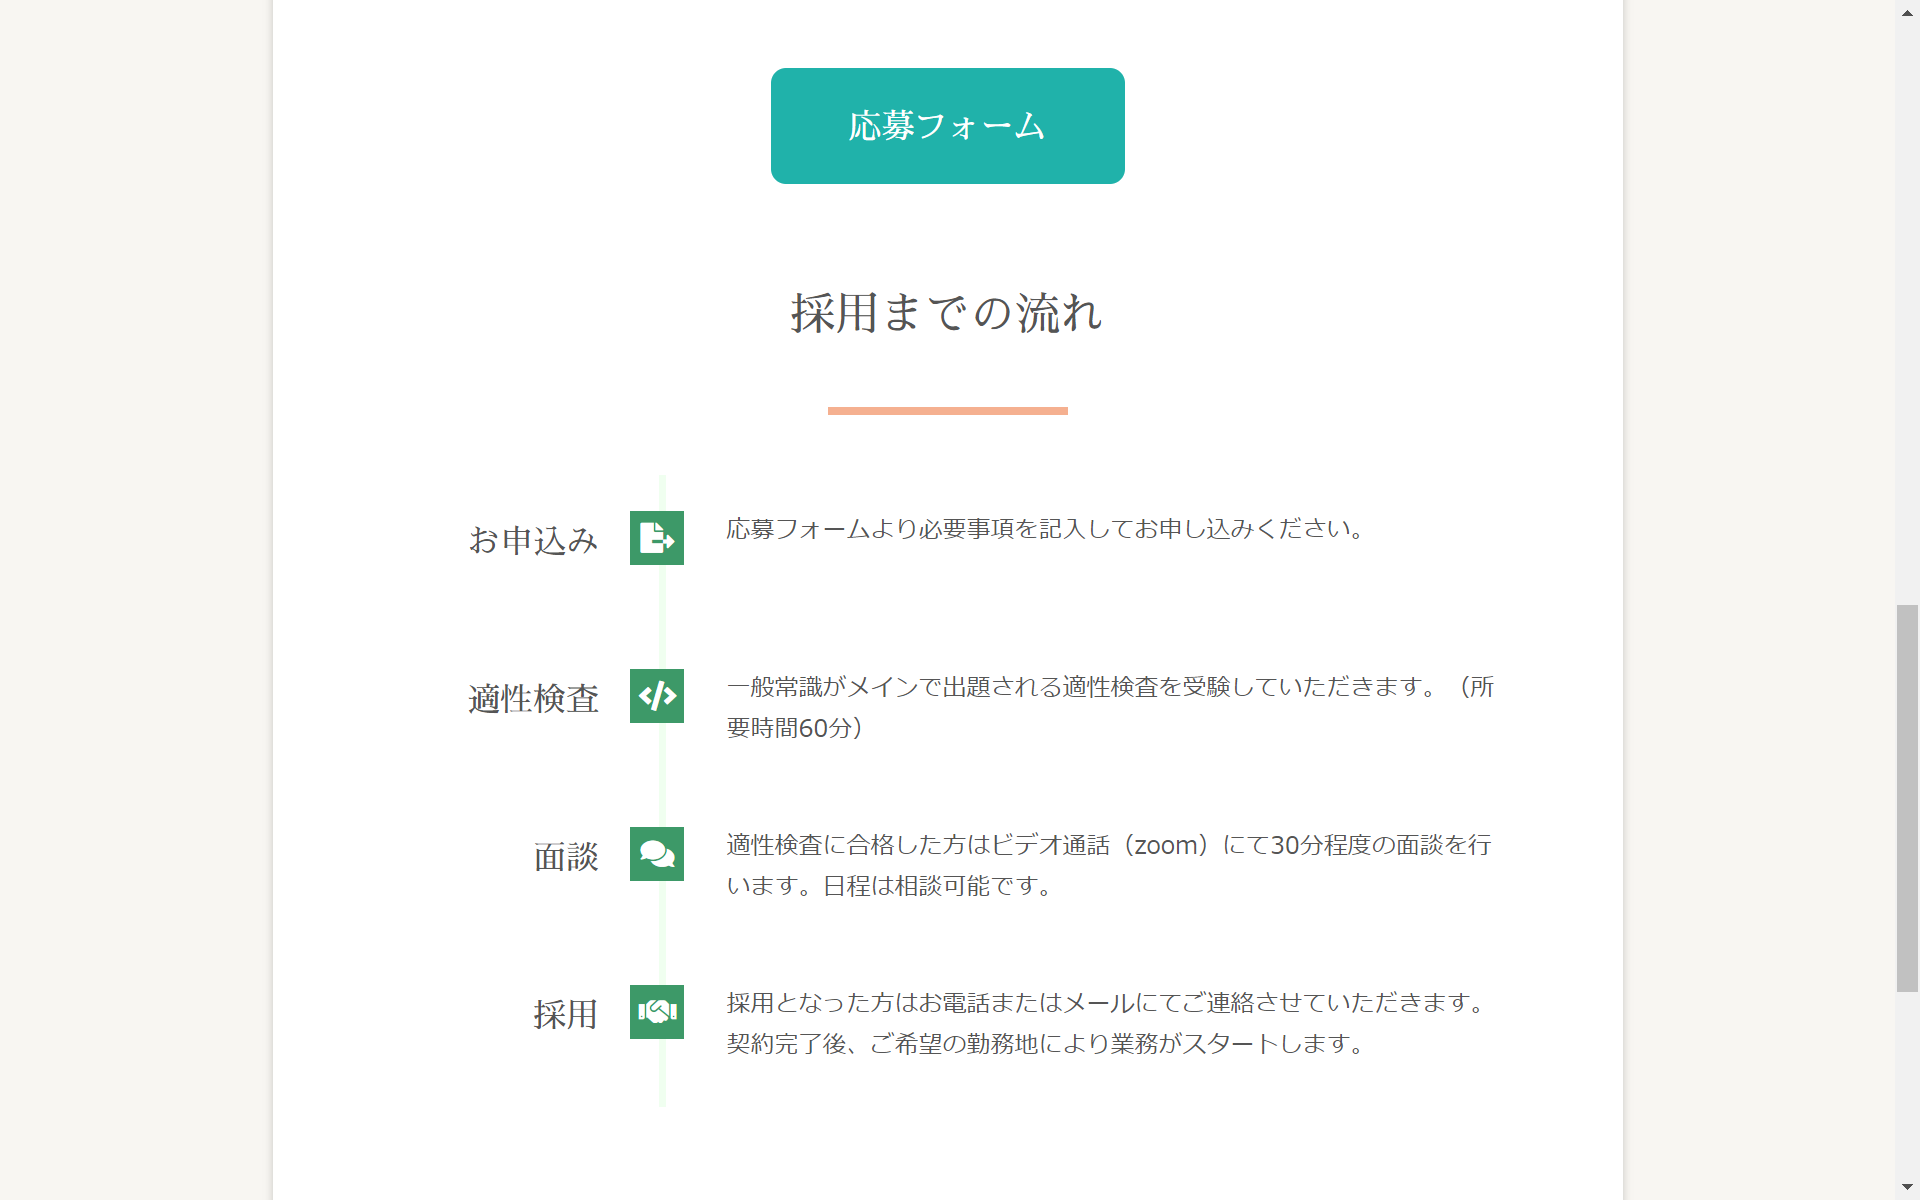 応募フォーム
採用までの流れ
お申込み
応募フォームより必要事項を記入してお申し込みください。
適性検査
一般常識がメインで出題される適性検査を受験していただきます。（所
要時間60分）
面談
適性検査に合格した方はビデオ通話（zoom）にて30分程度の面談を行
います。日程は相談可能です。
採用
採用となった方はお電話またはメールにてご連絡させていただきます。
契約完了後、ご希望の勤務地により業務がスタートします。